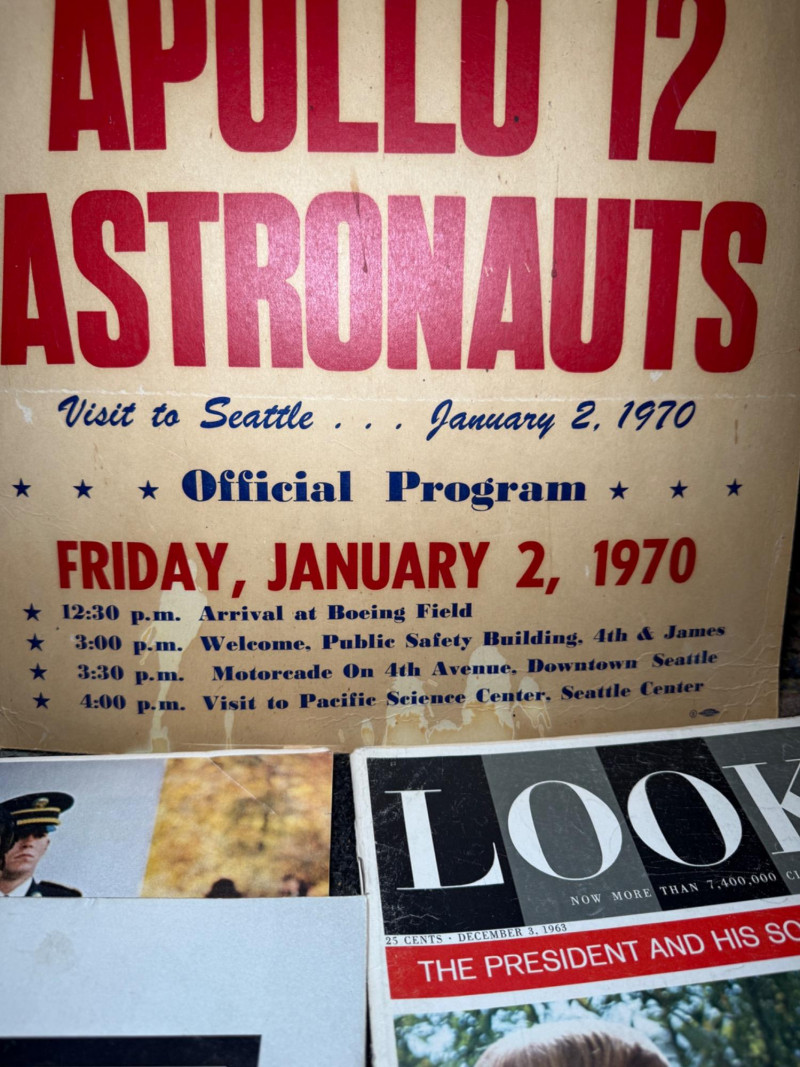 APOLLO 12
ASTRONAUTS
Visit to Seattle . . . January 2, 1970
★ ★ ★ Official Program ★ ★ ★
FRIDAY, JANUARY 2, 1970
★ 12:30 p.m. Arrival at Boeing Field
★ 3:00 p.m. Welcome, Public Safety Building, 4th & James
★ 3:30 p.m. Motorcade On 4th Avenue, Downtown Seattle
★ 4:00 p.m. Visit to Pacific Science Center, Seattle Center
LOOK
NOW MORE THAN 7,400,000
25 CENTS · DECEMBER 3, 1963
THE PRESIDENT AND HIS